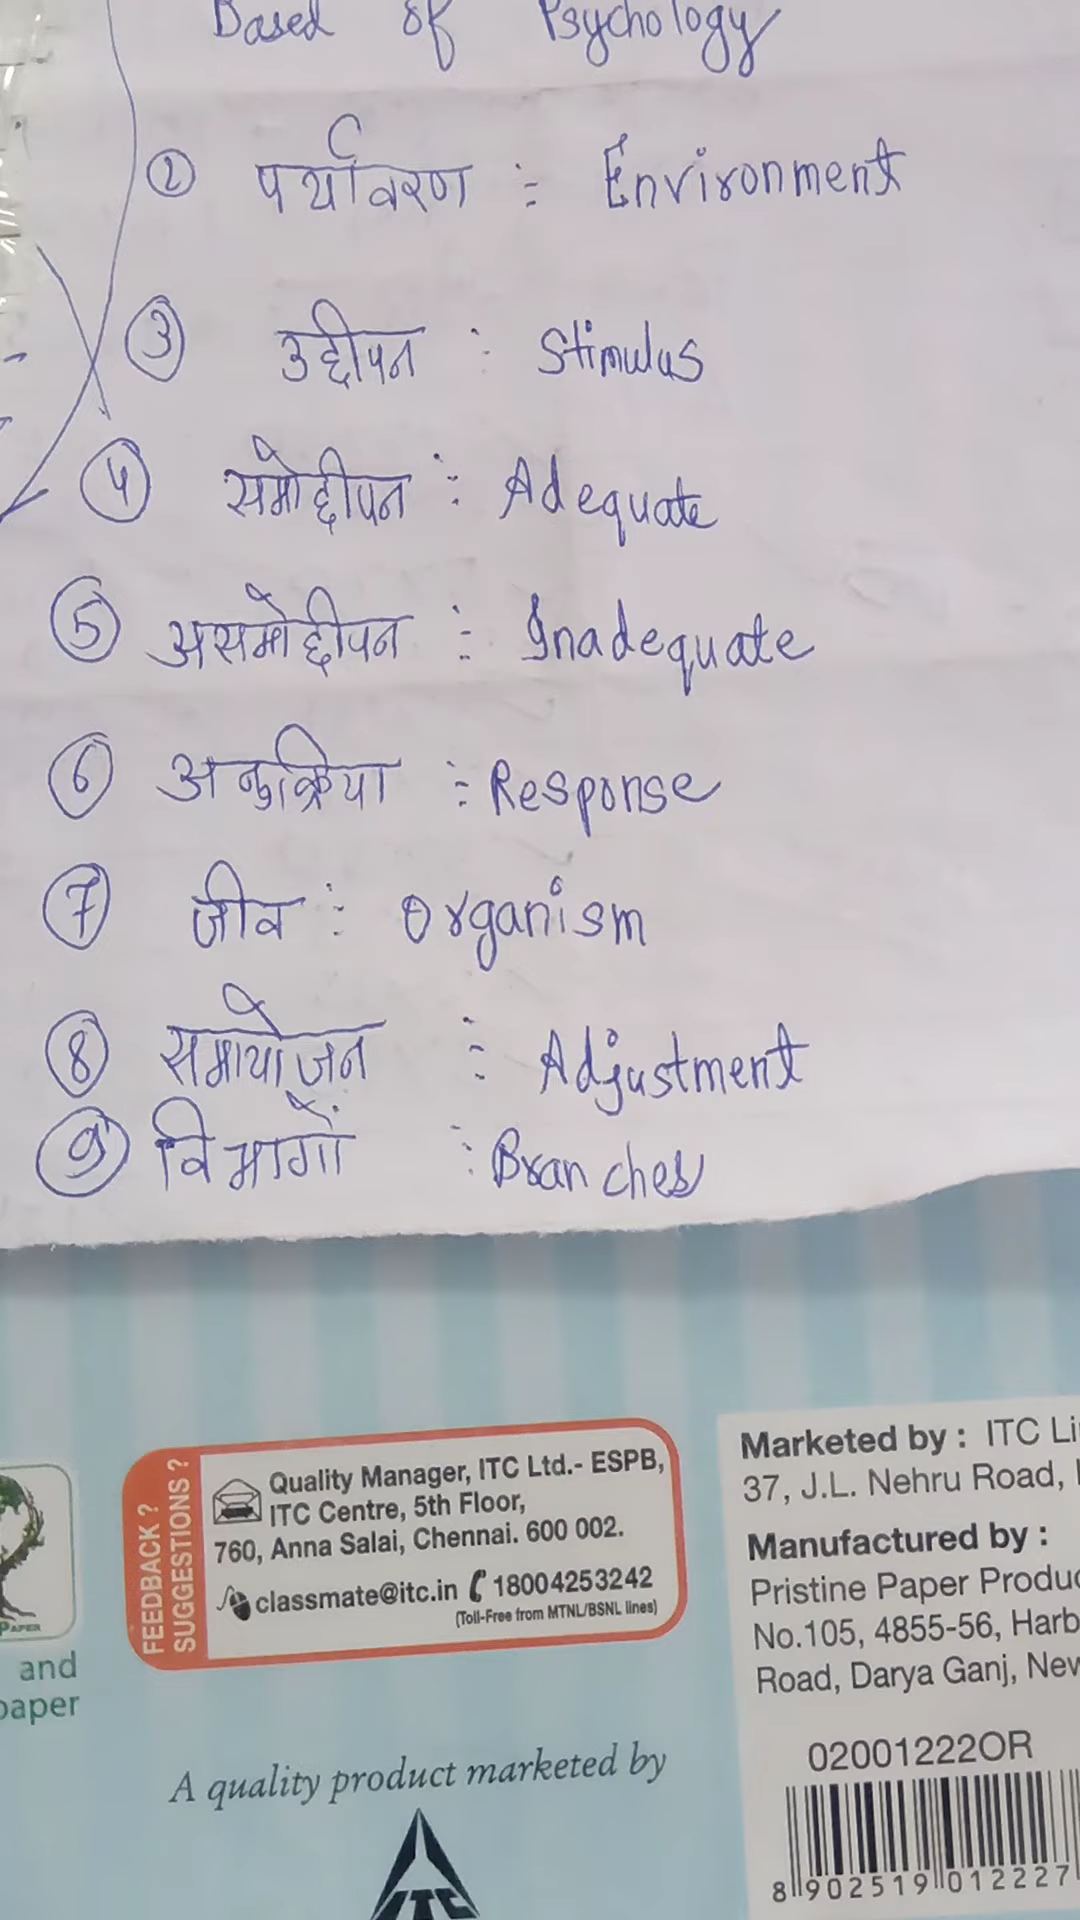 Based of Psychology
② पर्यावरण := Environment
③ उद्दीपन : Stimulus
④ समोद्दीपन := Adequate
⑤ असमोद्दीपन := Inadequate
⑥ अनुक्रिया := Response
⑦ जीव := Organism
⑧ समायोजन := Adjustment
⑨ विभागों : Branches
FEEDBACK ?
SUGGESTIONS ?
Quality Manager, ITC Ltd.- ESPB,
ITC Centre, 5th Floor,
760, Anna Salai, Chennai. 600 002.
classmate@itc.in 18004253242
(Toll-Free from MTNL/BSNL lines)
Marketed by : ITC
37, J.L. Nehru Road,
Manufactured by :
Pristine Paper
No.105, 4855-56,
Road, Darya Ganj,
PAPER
and
paper
02001222OR
8 902519 012227
A quality product marketed by
ITC